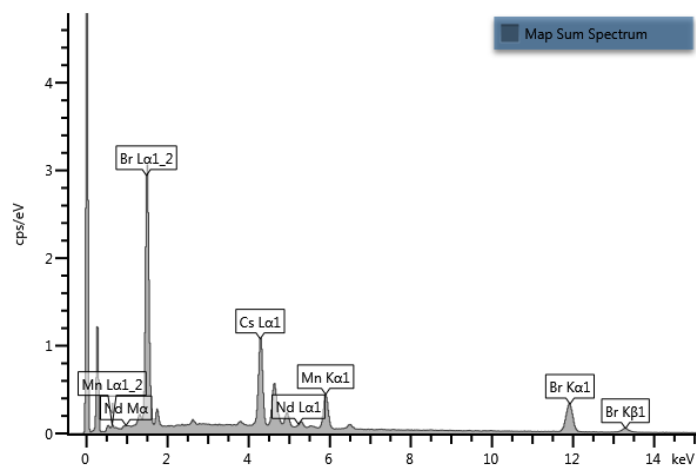 Map Sum Spectrum
4
Br Lα1_2
3
cps/eV
2
Cs Lα1
1
Mn Kα1
Mn Lα1_2
Br Kα1
Nd Mα
Nd Lα1
Br Kβ1
0
0 2 4 6 8 10 12 14 keV